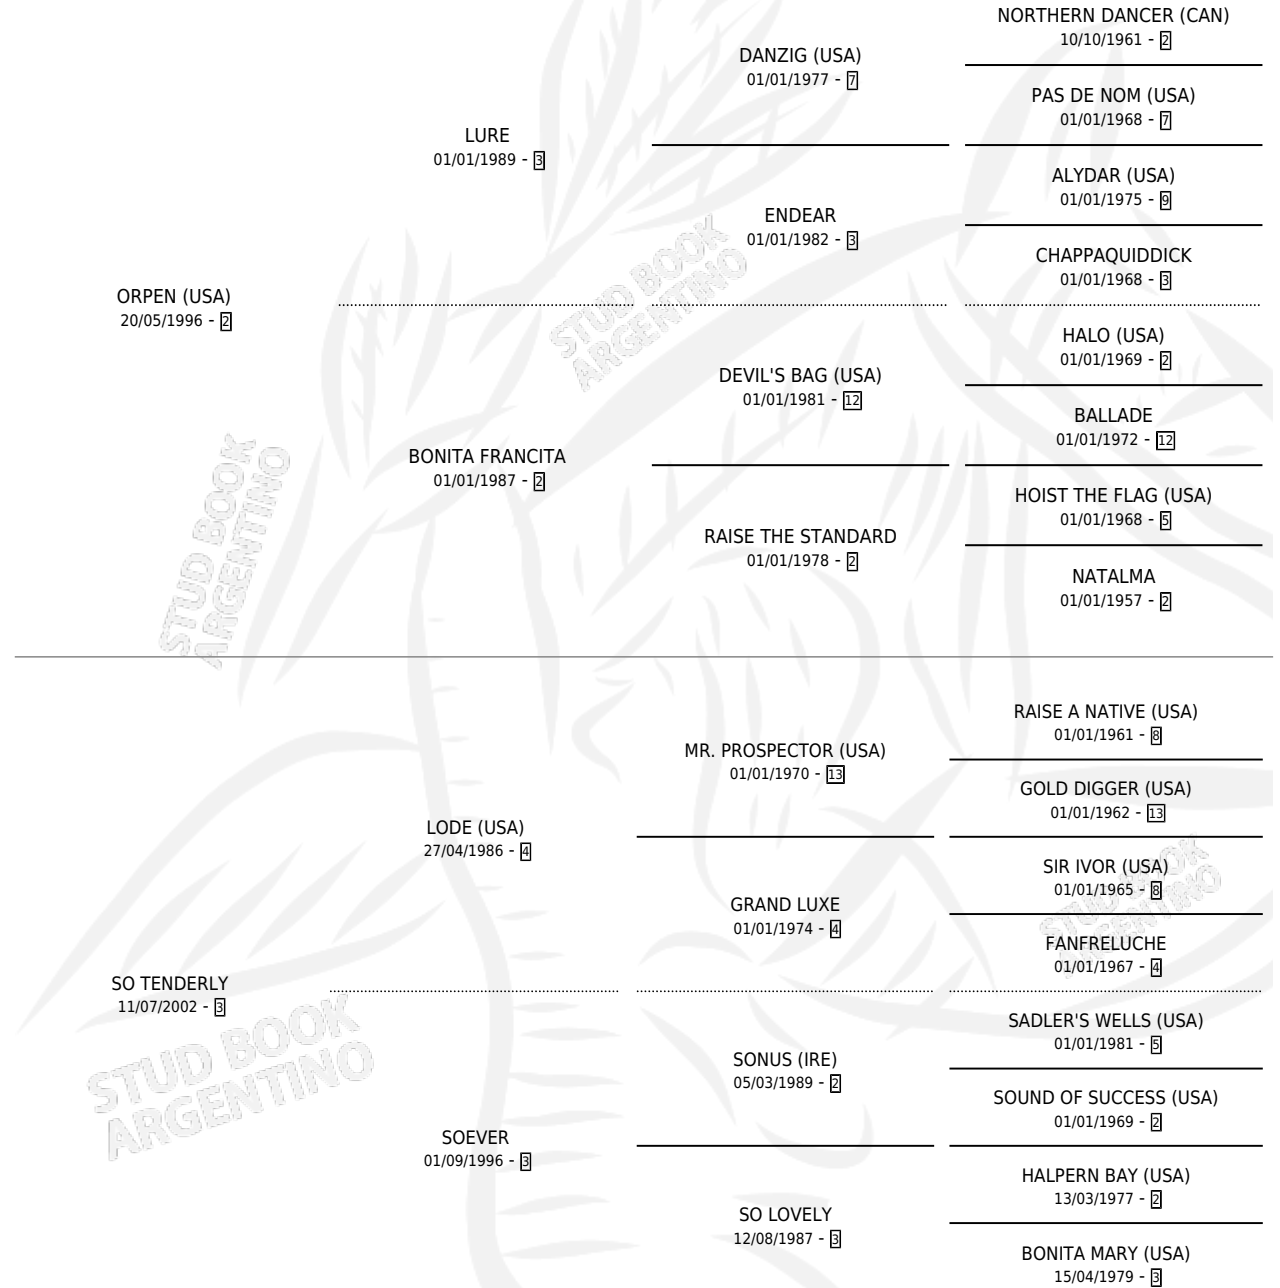 NORTHERN DANCER (CAN)
10/10/1961 - 2
DANZIG (USA)
01/01/1977 - 7
PAS DE NOM (USA)
01/01/1968 - 7
LURE
01/01/1989 - 3
ALYDAR (USA)
01/01/1975 - 9
ENDEAR
01/01/1982 - 3
CHAPPAQUIDDICK
01/01/1968 - 3
ORPEN (USA)
20/05/1996 - 2
STUD BOOK
ARGENTINO
HALO (USA)
01/01/1969 - 2
DEVIL'S BAG (USA)
01/01/1981 - 12
BALLADE
01/01/1972 - 12
BONITA FRANCITA
01/01/1987 - 2
HOIST THE FLAG (USA)
01/01/1968 - 5
RAISE THE STANDARD
01/01/1978 - 2
NATALMA
01/01/1957 - 2
STUD BOOK
ARGENTINO
RAISE A NATIVE (USA)
01/01/1961 - 8
MR. PROSPECTOR (USA)
01/01/1970 - 13
GOLD DIGGER (USA)
01/01/1962 - 13
LODE (USA)
27/04/1986 - 4
SIR IVOR (USA)
01/01/1965 - 8
GRAND LUXE
01/01/1974 - 4
FANFRELUCHE
01/01/1967 - 4
STUD BOOK
ARGENTINO
SO TENDERLY
11/07/2002 - 3
SADLER'S WELLS (USA)
01/01/1981 - 5
SONUS (IRE)
05/03/1989 - 2
SOUND OF SUCCESS (USA)
01/01/1969 - 2
STUD BOOK
ARGENTINO
SOEVER
01/09/1996 - 3
HALPERN BAY (USA)
13/03/1977 - 2
SO LOVELY
12/08/1987 - 3
BONITA MARY (USA)
15/04/1979 - 3